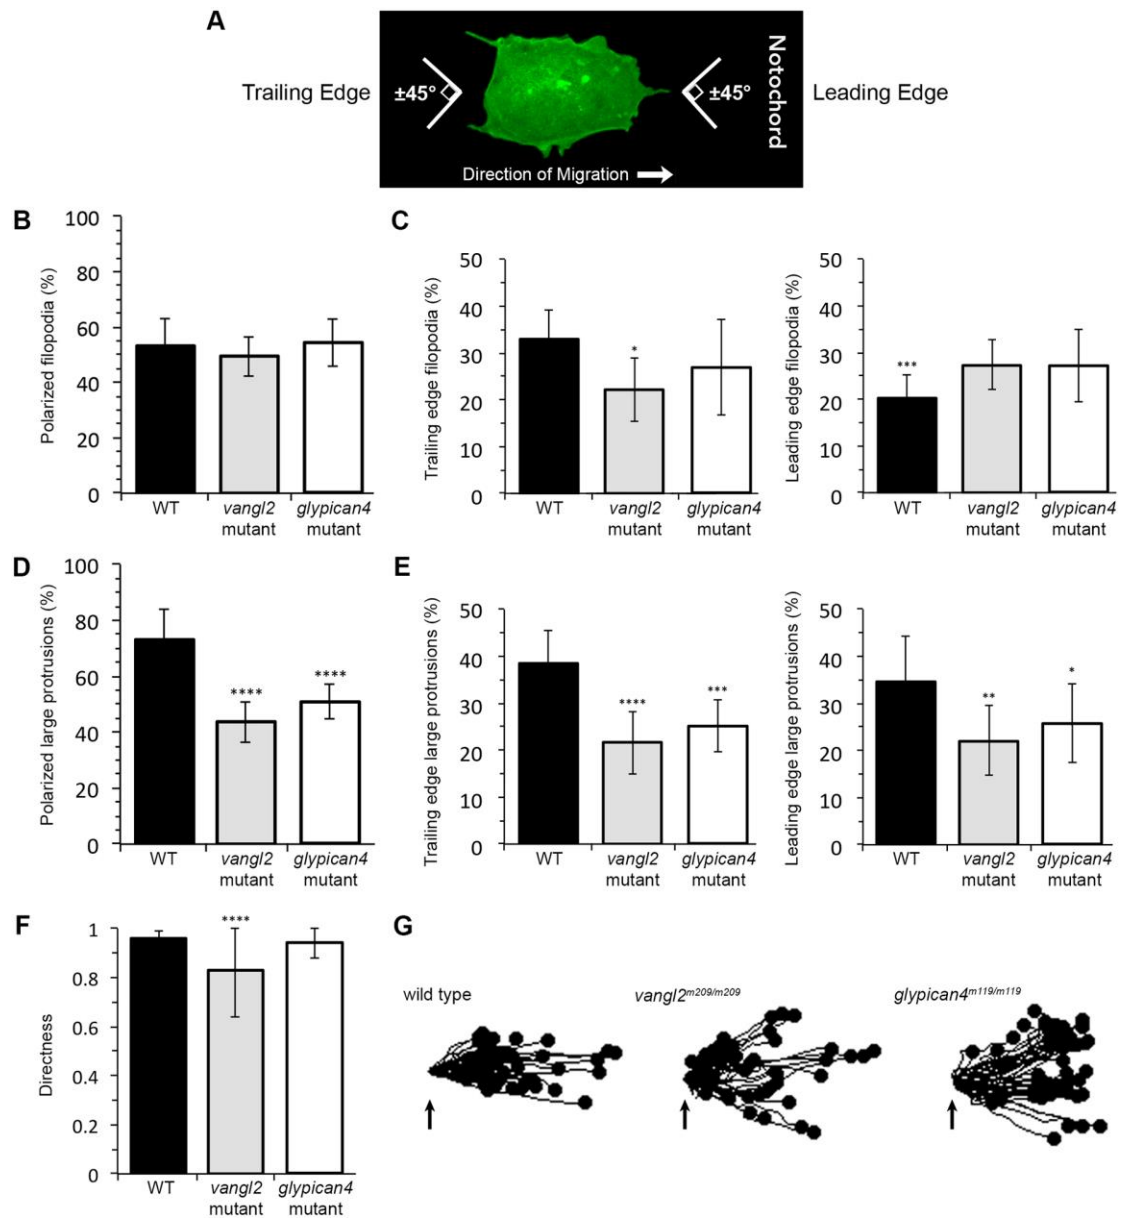 A
Trailing Edge
±45°
±45°
Notochord
Leading Edge
Direction of Migration
B
Polarized filopodia (%)
100
80
60
40
20
0
WT
vangl2
mutant
glypican4
mutant
C
Trailing edge filopodia (%)
50
40
30
20
10
0
*
WT
vangl2
mutant
glypican4
mutant
Leading edge filopodia (%)
50
40
30
20
10
0
***
WT
vangl2
mutant
glypican4
mutant
D
Polarized large protrusions (%)
100
80
60
40
20
0
****
****
WT
vangl2
mutant
glypican4
mutant
E
Trailing edge large protrusions (%)
50
40
30
20
10
0
****
***
WT
vangl2
mutant
glypican4
mutant
Leading edge large protrusions (%)
50
40
30
20
10
0
**
*
WT
vangl2
mutant
glypican4
mutant
F
Directness
1
0.8
0.6
0.4
0.2
0
****
WT
vangl2
mutant
glypican4
mutant
G
wild type
vangl2m209/m209
glypican4m119/m119